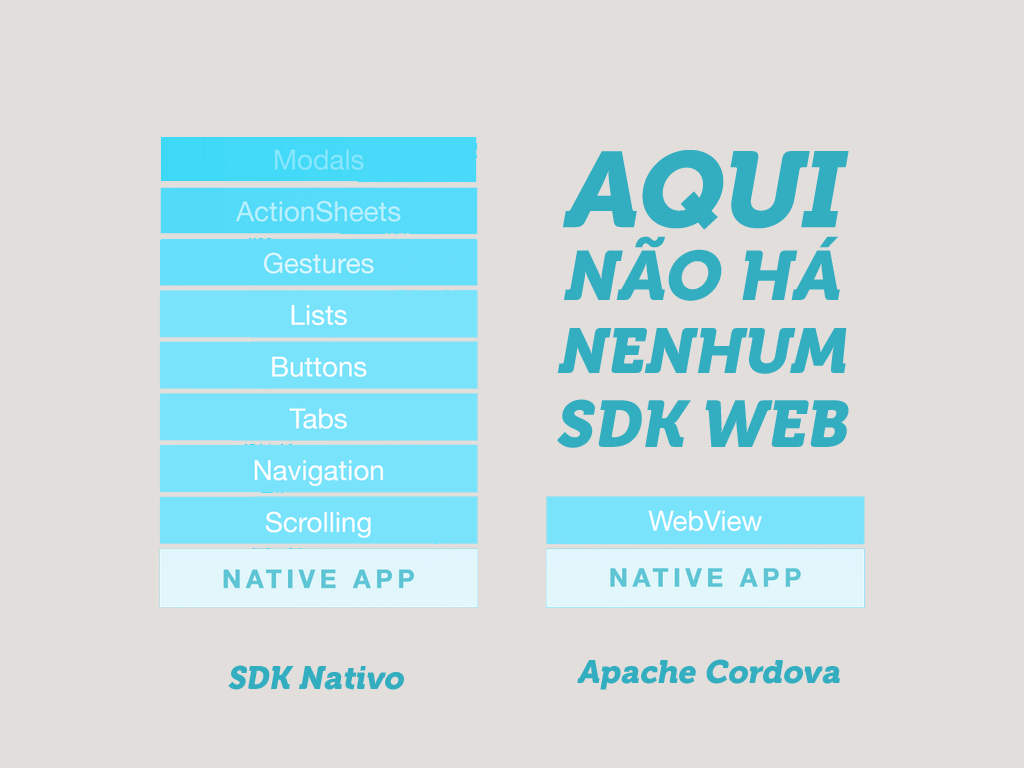 Modals
ActionSheets
Gestures
Lists
Buttons
Tabs
Navigation
Scrolling
NATIVE APP
SDK Nativo
AQUI
NÃO HÁ
NENHUM
SDK WEB
WebView
NATIVE APP
Apache Cordova